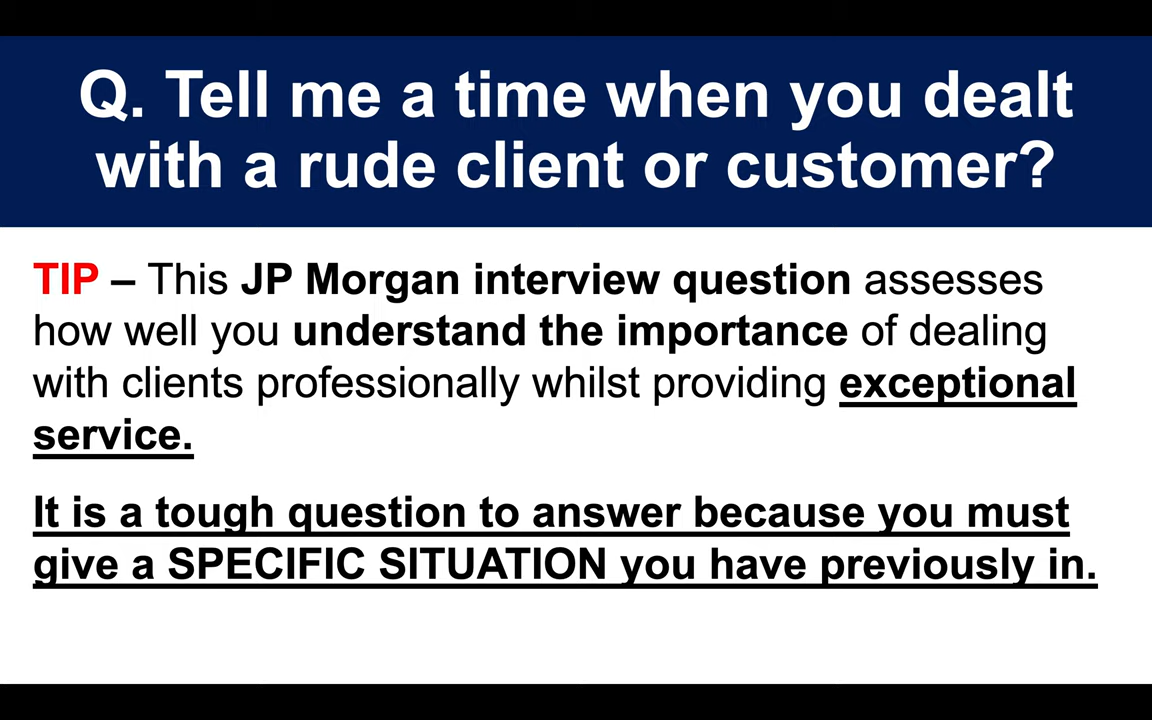 Q. Tell me a time when you dealt
with a rude client or customer?
TIP – This JP Morgan interview question assesses
how well you understand the importance of dealing
with clients professionally whilst providing exceptional
service.
It is a tough question to answer because you must
give a SPECIFIC SITUATION you have previously in.